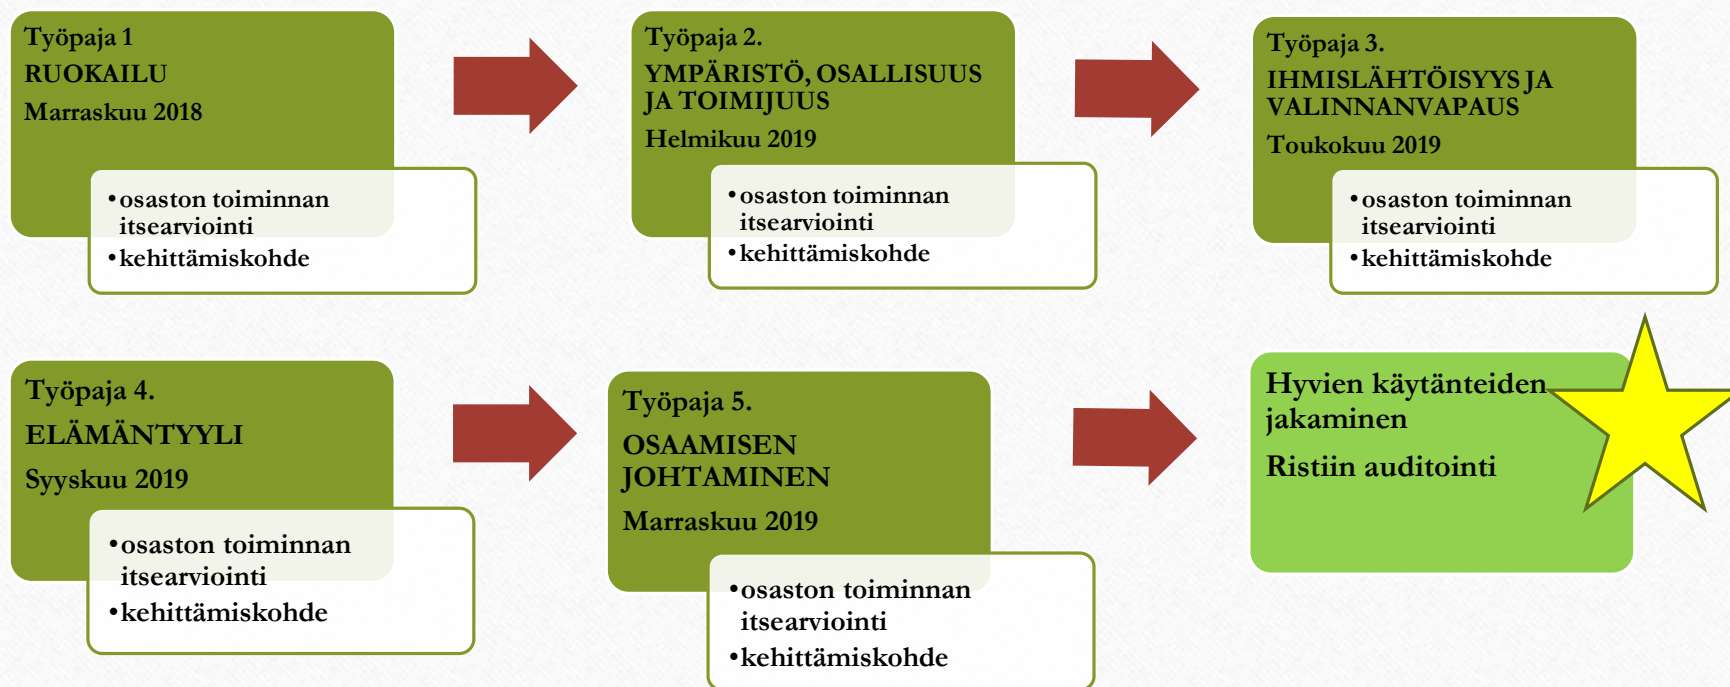 Työpaja 1
RUOKAILU
Marraskuu 2018
•osaston toiminnan
itsearviointi
•kehittämiskohde
Työpaja 2.
YMPÄRISTÖ, OSALLISUUS
JA TOIMIJUUS
Helmikuu 2019
•osaston toiminnan
itsearviointi
•kehittämiskohde
Työpaja 3.
IHMISLÄHTÖISYYS JA
VALINNANVAPAUS
Toukokuu 2019
•osaston toiminnan
itsearviointi
•kehittämiskohde
Työpaja 4.
ELÄMÄNTYYLI
Syyskuu 2019
•osaston toiminnan
itsearviointi
•kehittämiskohde
Työpaja 5.
OSAAMISEN
JOHTAMINEN
Marraskuu 2019
•osaston toiminnan
itsearviointi
•kehittämiskohde
Hyvien käytänteiden
jakaminen
Ristiin auditointi